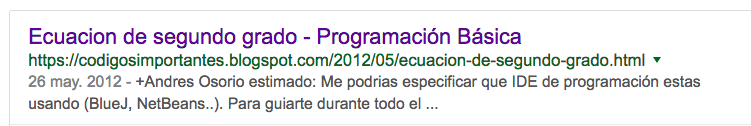 Ecuacion de segundo grado - Programación Básica
https://codigosimportantes.blogspot.com/2012/05/ecuacion-de-segundo-grado.html
26 may. 2012 - +Andres Osorio estimado: Me podrias especificar que IDE de programación estas
usando (BlueJ, NetBeans..). Para guiarte durante todo el ...